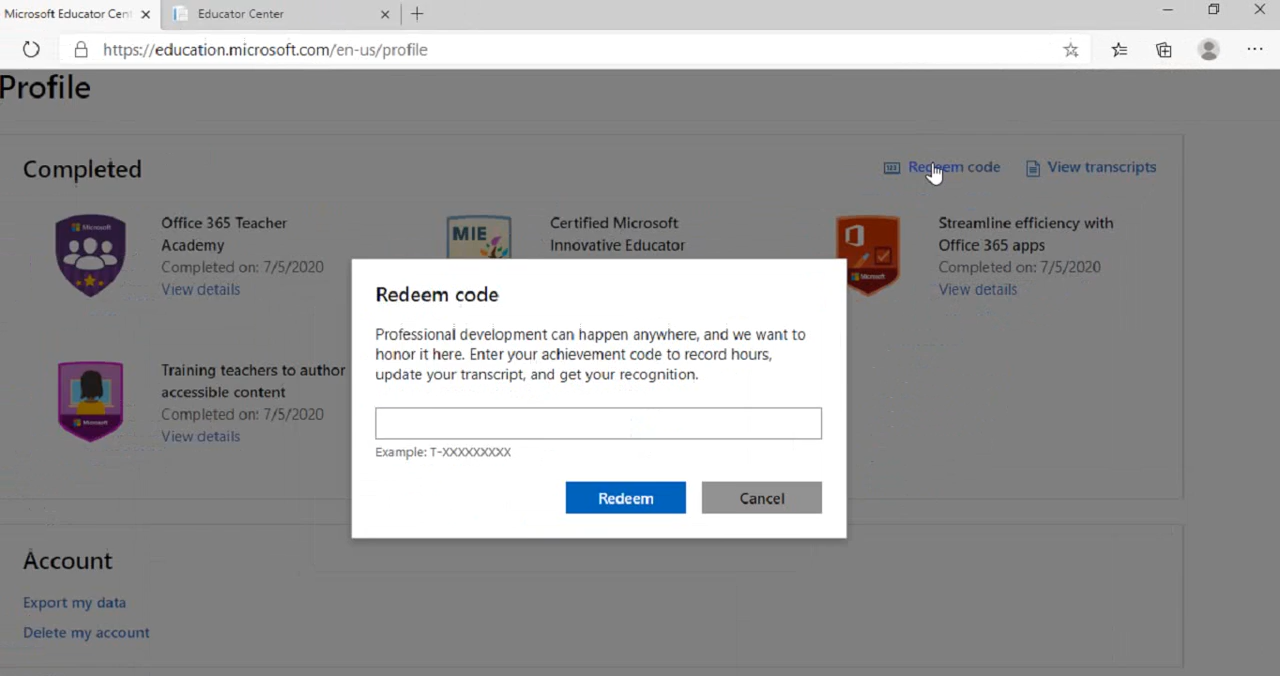 Microsoft Educator Cen
Educator Center
https://education.microsoft.com/en-us/profile
Profile
Completed
Redeem code
View transcripts
Microsoft
Office 365 Teacher
Academy
Completed on: 7/5/2020
View details
MIE
Certified Microsoft
Innovative Educator
Microsoft
Streamline efficiency with
Office 365 apps
Completed on: 7/5/2020
View details
Redeem code
Professional development can happen anywhere, and we want to
honor it here. Enter your achievement code to record hours,
update your transcript, and get your recognition.
Example: T-XXXXXXXXX
Redeem
Cancel
Microsoft
Training teachers to author
accessible content
Completed on: 7/5/2020
View details
Account
Export my data
Delete my account